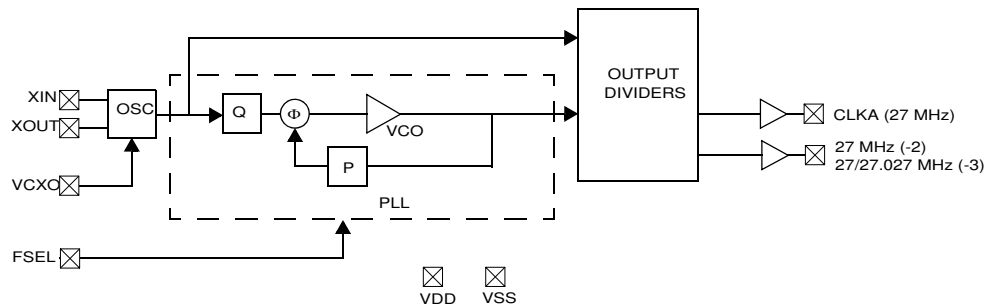 XIN
XOUT
OSC
VCXO
FSEL
Q
Φ
VCO
P
PLL
OUTPUT
DIVIDERS
CLKA (27 MHz)
27 MHz (-2)
27/27.027 MHz (-3)
VDD
VSS